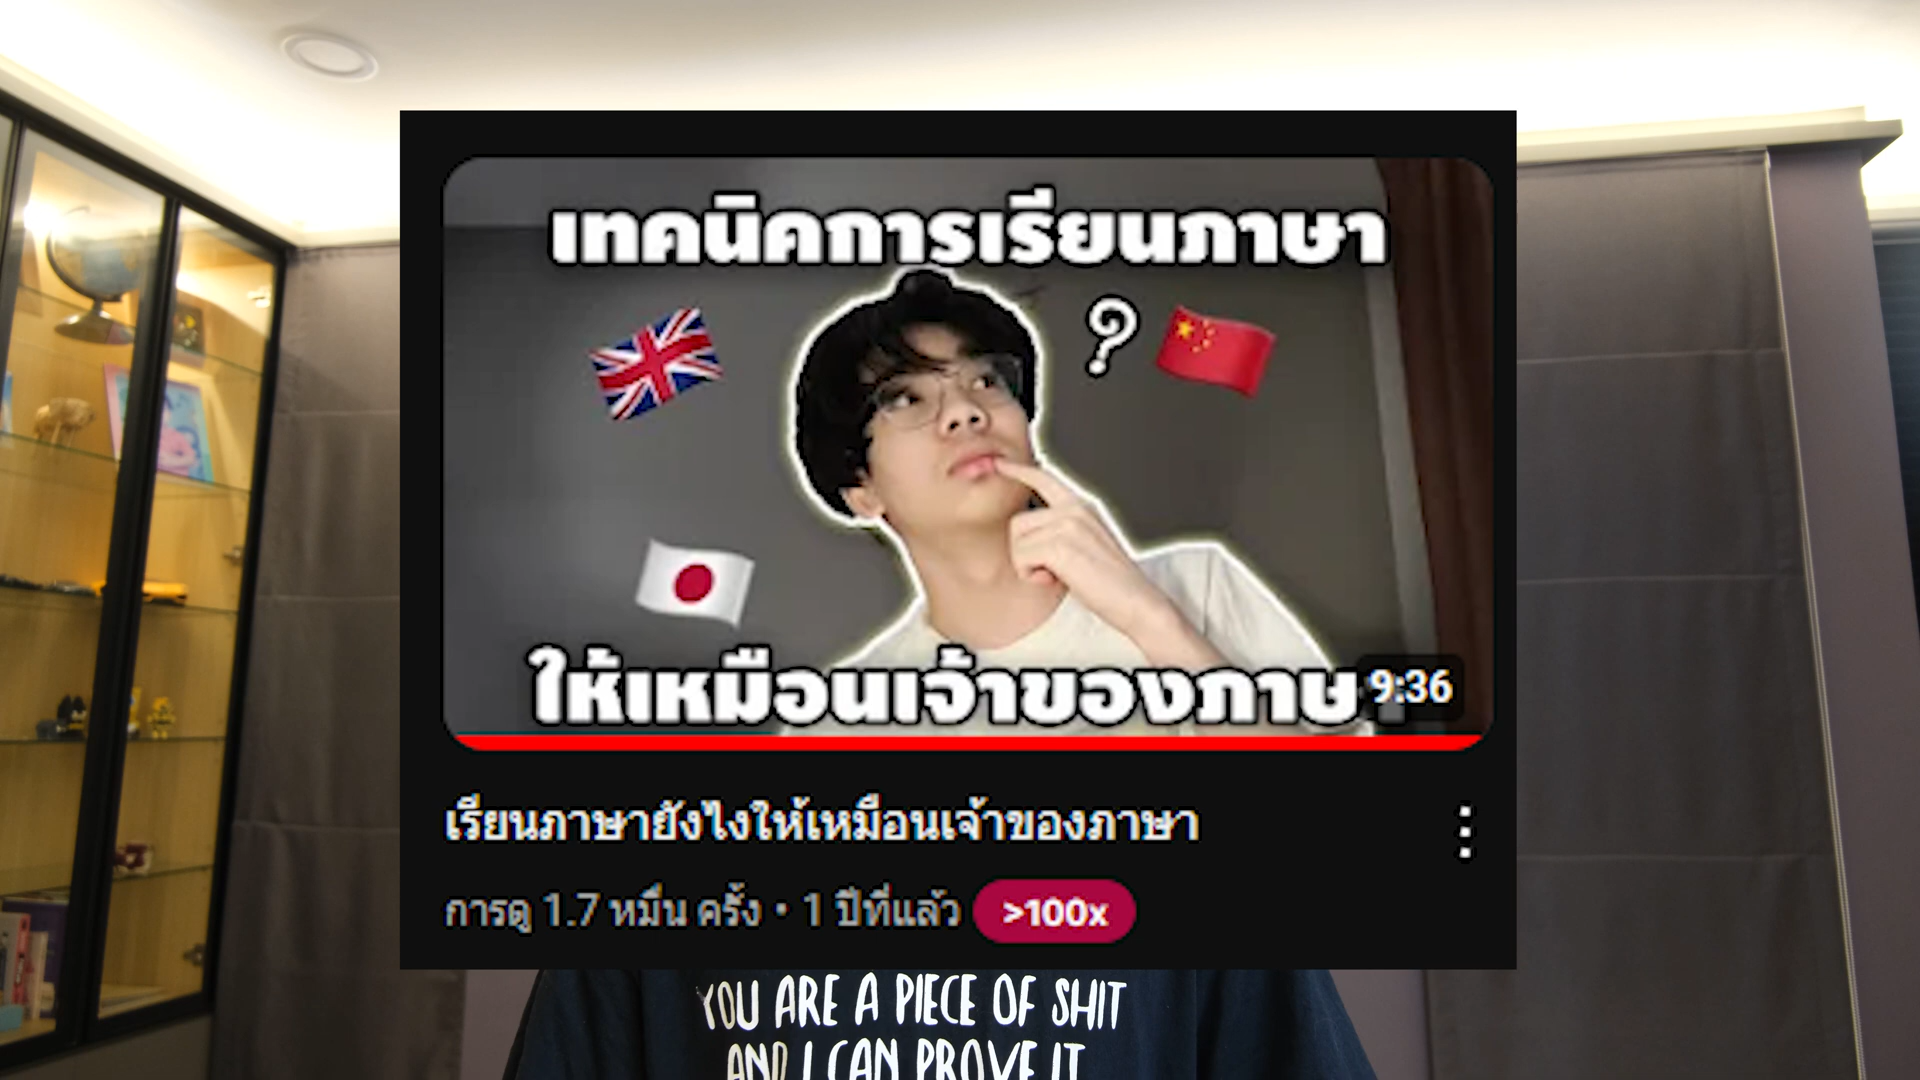 เทคนิคการเรียนภาษา
?
ให้เหมือนเจ้าของภาษา
9:36
เรียนภาษายังไงให้เหมือนเจ้าของภาษา
การดู 1.7 หมื่น ครั้ง • 1 ปีที่แล้ว >100x
YOU ARE A PIECE OF SHIT
AND I CAN PROVE IT